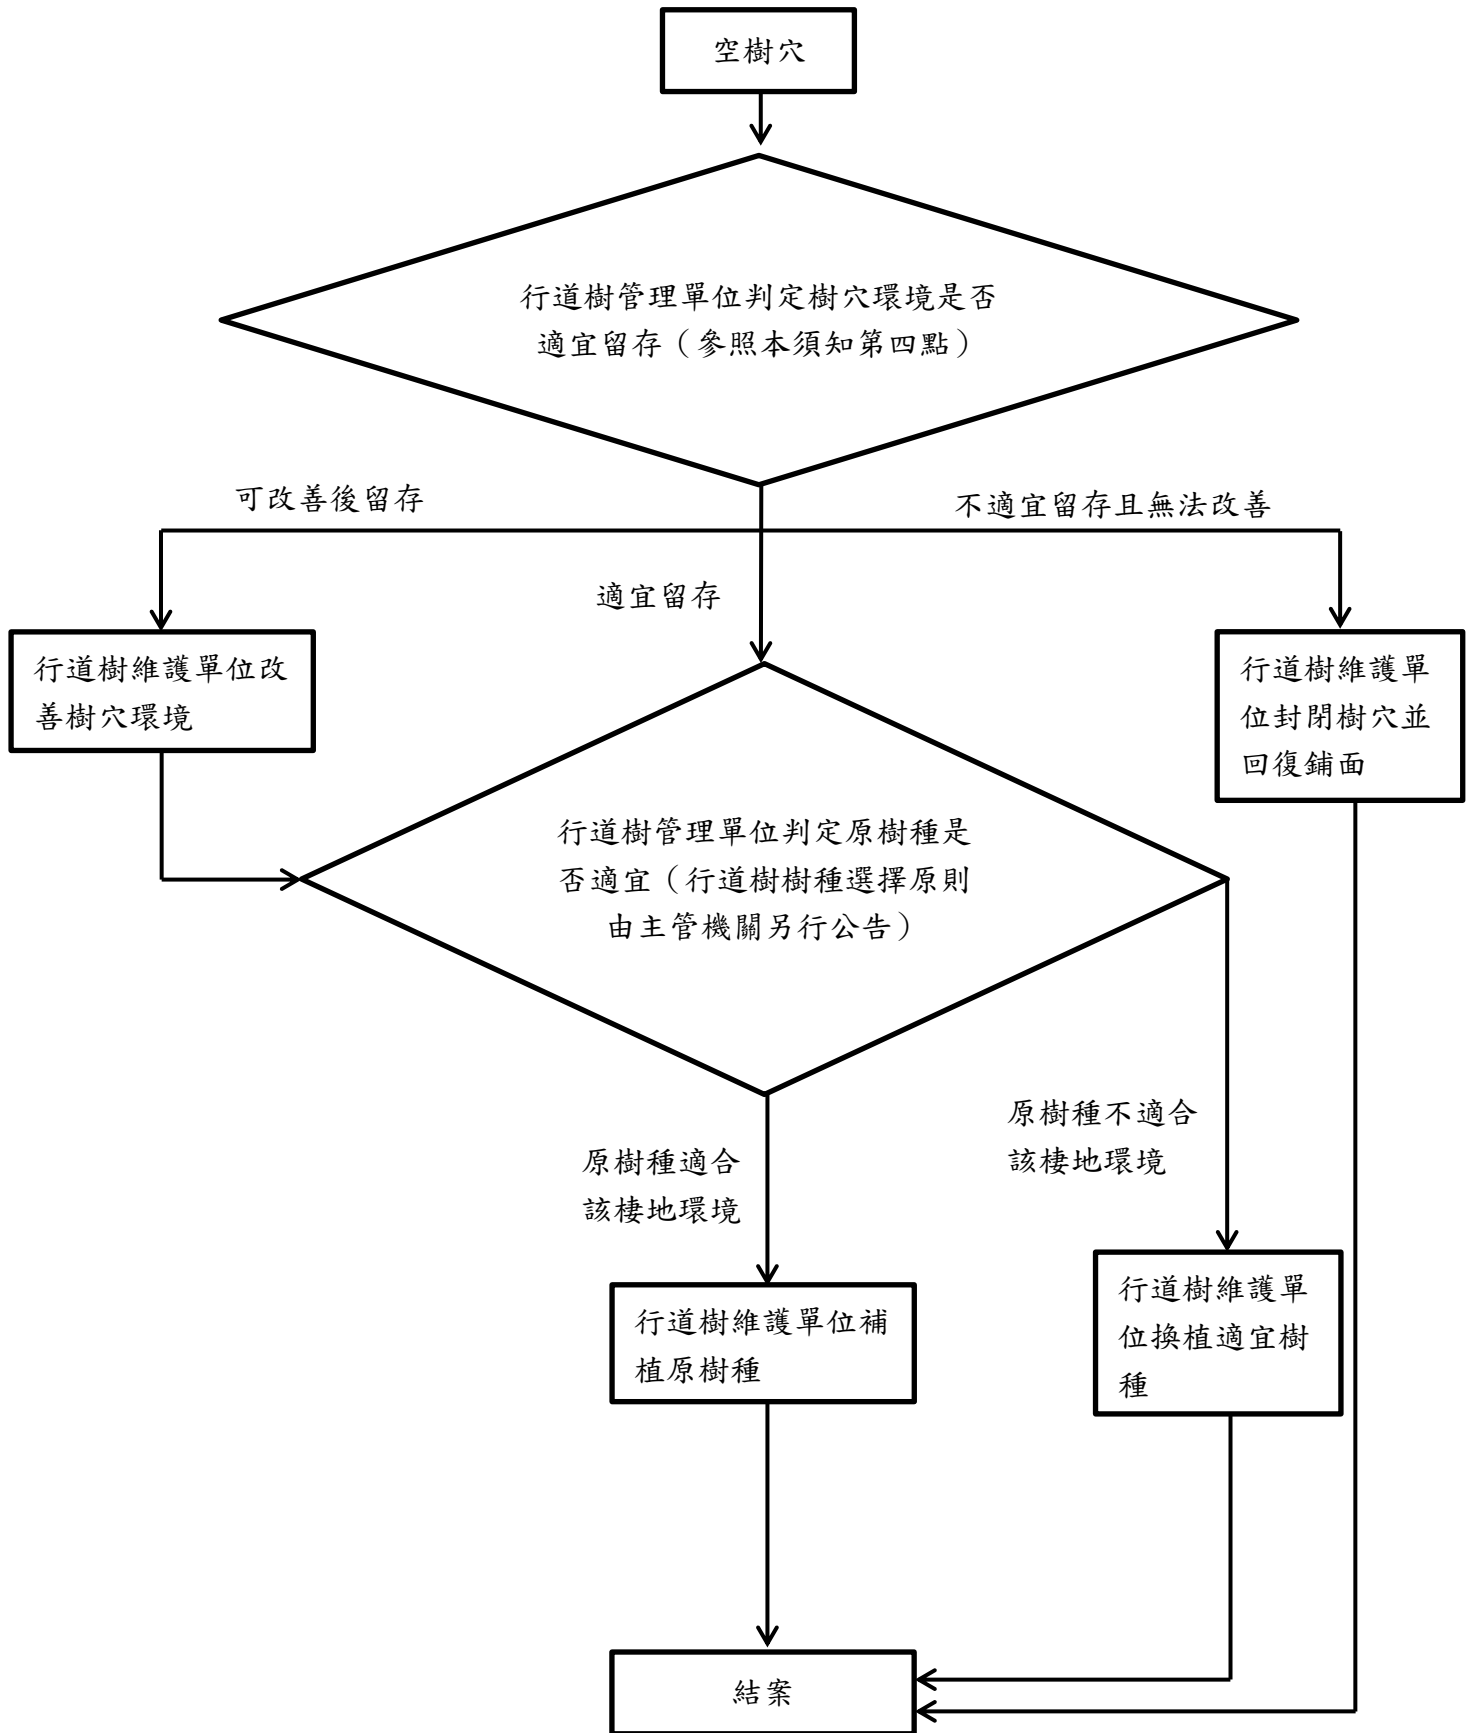 空樹穴
行道樹管理單位判定樹穴環境是否
適宜留存（參照本須知第四點）
可改善後留存
不適宜留存且無法改善
適宜留存
行道樹維護單位改
善樹穴環境
行道樹維護單
位封閉樹穴並
回復鋪面
行道樹管理單位判定原樹種是
否適宜（行道樹樹種選擇原則
由主管機關另行公告）
原樹種適合
該棲地環境
原樹種不適合
該棲地環境
行道樹維護單位補
植原樹種
行道樹維護單
位換植適宜樹
種
結案